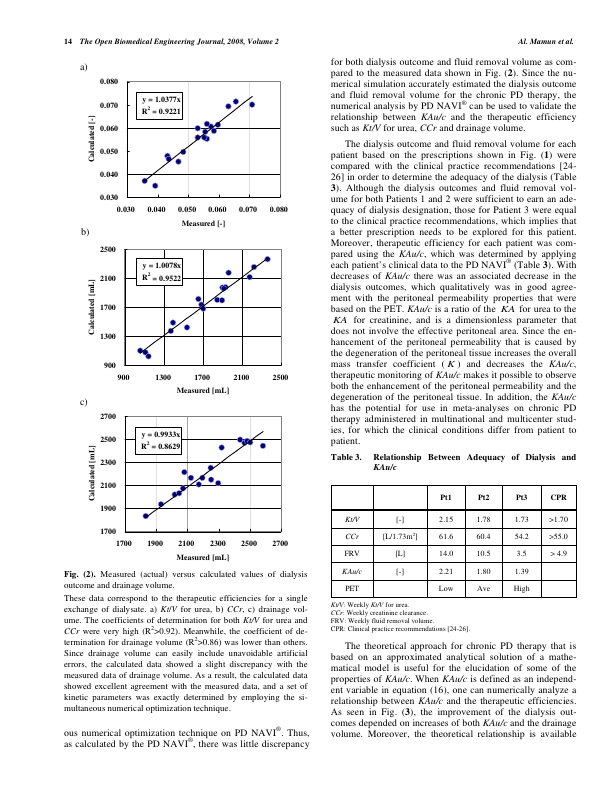 14 The Open Biomedical Engineering Journal, 2008, Volume 2
Al. Mamun et al.
a)
0.080
0.070
0.060
0.050
0.040
0.030
Calculated [-]
y = 1.0377x
R² = 0.9221
0.030 0.040 0.050 0.060 0.070 0.080
Measured [-]
b)
2500
2100
1700
1300
900
Calculated [mL]
y = 1.0078x
R² = 0.9522
900 1300 1700 2100 2500
Measured [mL]
c)
2700
2500
2300
2100
1900
1700
Calculated [mL]
y = 0.9933x
R² = 0.8629
1700 1900 2100 2300 2500 2700
Measured [mL]
Fig. (2). Measured (actual) versus calculated values of dialysis
outcome and drainage volume.
These data correspond to the therapeutic efficiencies for a single
exchange of dialysate. a) Kt/V for urea, b) CCr, c) drainage vol-
ume. The coefficients of determination for both Kt/V for urea and
CCr were very high (R²>0.92). Meanwhile, the coefficient of de-
termination for drainage volume (R²>0.86) was lower than others.
Since drainage volume can easily include unavoidable artificial
errors, the calculated data showed a slight discrepancy with the
measured data of drainage volume. As a result, the calculated data
showed excellent agreement with the measured data, and a set of
kinetic parameters was exactly determined by employing the si-
multaneous numerical optimization technique.
ous numerical optimization technique on PD NAVI®. Thus,
as calculated by the PD NAVI®, there was little discrepancy
for both dialysis outcome and fluid removal volume as com-
pared to the measured data shown in Fig. (2). Since the nu-
merical simulation accurately estimated the dialysis outcome
and fluid removal volume for the chronic PD therapy, the
numerical analysis by PD NAVI® can be used to validate the
relationship between KAu/c and the therapeutic efficiency
such as Kt/V for urea, CCr and drainage volume.
The dialysis outcome and fluid removal volume for each
patient based on the prescriptions shown in Fig. (1) were
compared with the clinical practice recommendations [24-
26] in order to determine the adequacy of the dialysis (Table
3). Although the dialysis outcomes and fluid removal vol-
ume for both Patients 1 and 2 were sufficient to earn an ade-
quacy of dialysis designation, those for Patient 3 were equal
to the clinical practice recommendations, which implies that
a better prescription needs to be explored for this patient.
Moreover, therapeutic efficiency for each patient was com-
pared using the KAu/c, which was determined by applying
each patient's clinical data to the PD NAVI® (Table 3). With
decreases of KAu/c there was an associated decrease in the
dialysis outcomes, which qualitatively was in good agree-
ment with the peritoneal permeability properties that were
based on the PET. KAu/c is a ratio of the KA for urea to the
KA for creatinine, and is a dimensionless parameter that
does not involve the effective peritoneal area. Since the en-
hancement of the peritoneal permeability that is caused by
the degeneration of the peritoneal tissue increases the overall
mass transfer coefficient ( K ) and decreases the KAu/c,
therapeutic monitoring of KAu/c makes it possible to observe
both the enhancement of the peritoneal permeability and the
degeneration of the peritoneal tissue. In addition, the KAu/c
has the potential for use in meta-analyses on chronic PD
therapy administered in multinational and multicenter stud-
ies, for which the clinical conditions differ from patient to
patient.
Table 3. Relationship Between Adequacy of Dialysis and
KAu/c
Pt1 Pt2 Pt3 CPR
Kt/V [-] 2.15 1.78 1.73 >1.70
CCr [L/1.73m²] 61.6 60.4 54.2 >55.0
FRV [L] 14.0 10.5 3.5 > 4.9
KAu/c [-] 2.21 1.80 1.39
PET Low Ave High
Kt/V: Weekly Kt/V for urea.
CCr: Weekly creatinine clearance.
FRV: Weekly fluid removal volume.
CPR: Clinical practice recommendations [24-26].
The theoretical approach for chronic PD therapy that is
based on an approximated analytical solution of a mathe-
matical model is useful for the elucidation of some of the
properties of KAu/c. When KAu/c is defined as an independ-
ent variable in equation (16), one can numerically analyze a
relationship between KAu/c and the therapeutic efficiencies.
As seen in Fig. (3), the improvement of the dialysis out-
comes depended on increases of both KAu/c and the drainage
volume. Moreover, the theoretical relationship is available